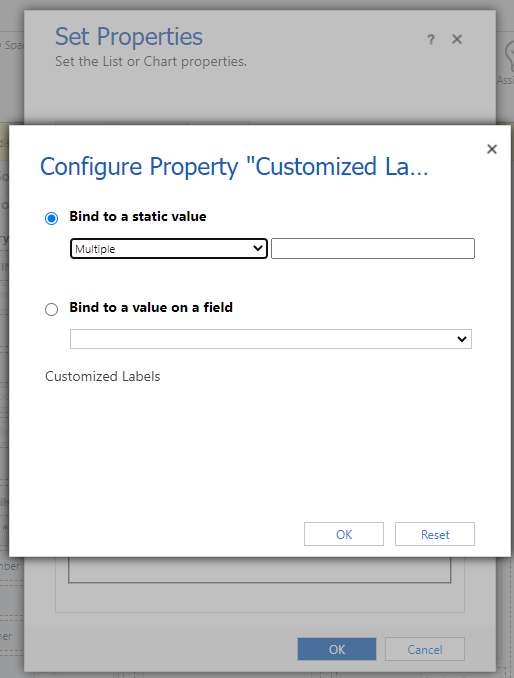 Set Properties
?
Set the List or Chart properties.
Configure Property "Customized La...
Bind to a static value
Multiple
Bind to a value on a field
Customized Labels
OK
Reset
OK
Cancel